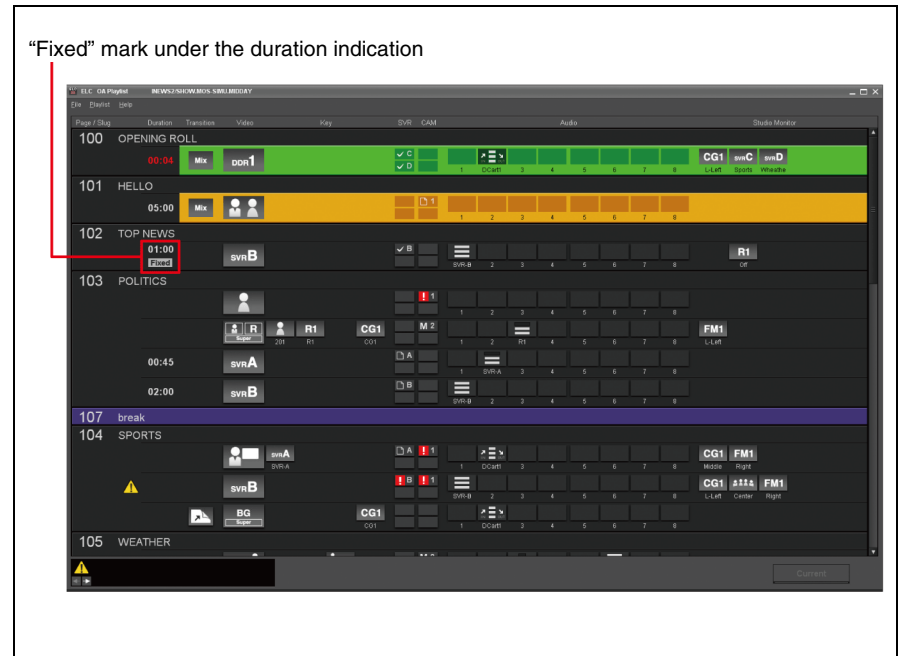 “Fixed” mark under the duration indication
ELC OA Playlist INEWS2/SHOW.MOS-SIMU.MIDDAY
File Playlist Help
Page / Slug Duration Transition Video Key SVR CAM Audio Studio Monitor
100 OPENING ROLL
00:04 Mix DDR1 C CG1 SVRC SVRD
D 1 DCart1 3 4 5 6 7 8 L-Left Sports Wheathe
101 HELLO
05:00 Mix 1
1 2 3 4 5 6 7 8
102 TOP NEWS
01:00 SVRB B R1
Fixed SVR-B 2 3 4 5 6 7 8 Off
103 POLITICS
! 1
1 2 3 4 5 6 7 8
R R1 CG1 M 2 FM1
Super 201 R1 CG1 1 2 R1 4 5 6 7 8 L-Left
00:45 SVRA A
1 SVR-A 3 4 5 6 7 8
02:00 SVRB B
SVR-B 2 3 4 5 6 7 8
107 break
104 SPORTS
SVRA A ! 1 CG1 FM1
SVR-A 1 DCart1 3 4 5 6 7 8 Middle Right
! SVRB ! B ! 1 CG1 FM1
SVR-B 2 3 4 5 6 7 8 L-Left Center Right
BG CG1
Super CG1 1 DCart1 3 4 5 6 7 8
105 WEATHER
!
Current